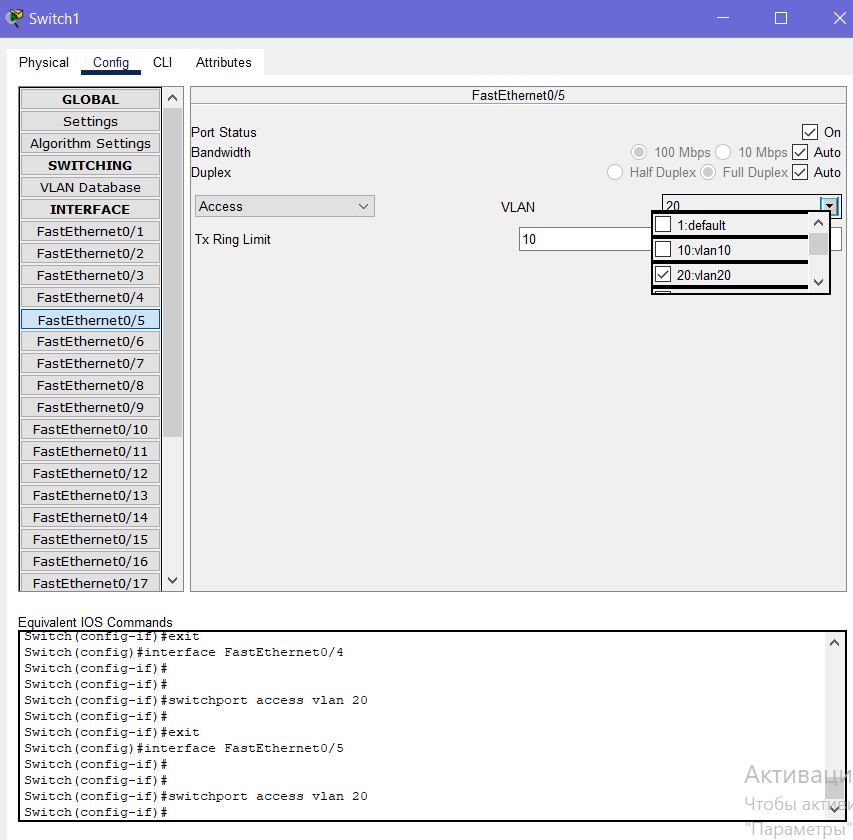 Switch1
Physical Config CLI Attributes
GLOBAL
Settings
Algorithm Settings
SWITCHING
VLAN Database
INTERFACE
FastEthernet0/1
FastEthernet0/2
FastEthernet0/3
FastEthernet0/4
FastEthernet0/5
FastEthernet0/6
FastEthernet0/7
FastEthernet0/8
FastEthernet0/9
FastEthernet0/10
FastEthernet0/11
FastEthernet0/12
FastEthernet0/13
FastEthernet0/14
FastEthernet0/15
FastEthernet0/16
FastEthernet0/17
FastEthernet0/5
Port Status On
Bandwidth 100 Mbps 10 Mbps Auto
Duplex Half Duplex Full Duplex Auto
Access VLAN 20
1:default
10:vlan10
20:vlan20
Tx Ring Limit 10
Equivalent IOS Commands
Switch(config-if)#exit
Switch(config)#interface FastEthernet0/4
Switch(config-if)#
Switch(config-if)#
Switch(config-if)#switchport access vlan 20
Switch(config-if)#
Switch(config-if)#exit
Switch(config)#interface FastEthernet0/5
Switch(config-if)#
Switch(config-if)#
Switch(config-if)#switchport access vlan 20
Switch(config-if)#
Активаци
Чтобы активи
"Параметры"